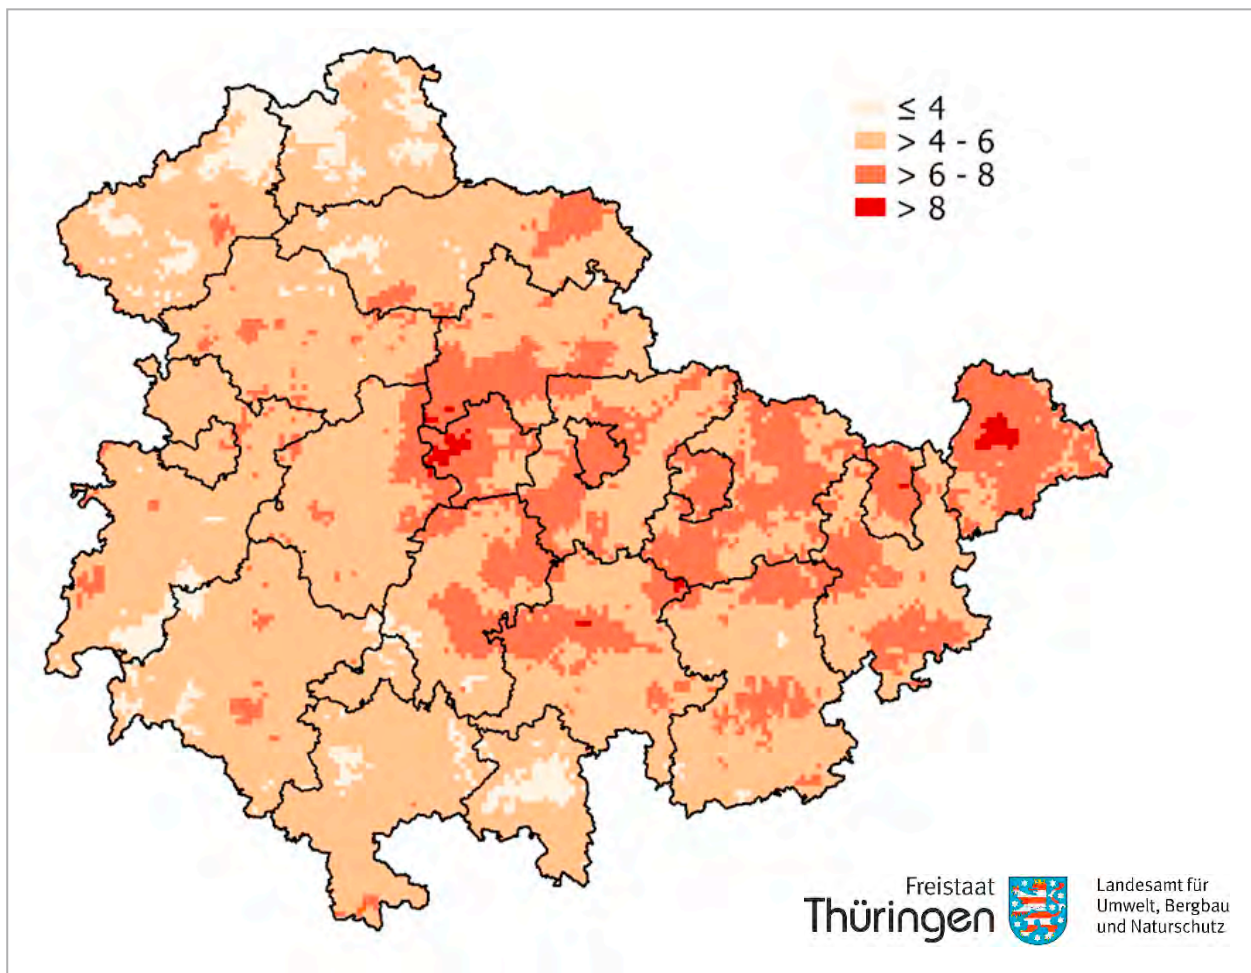 ≤ 4
> 4 - 6
> 6 - 8
> 8
Freistaat
Thüringen
Landesamt für
Umwelt, Bergbau
und Naturschutz